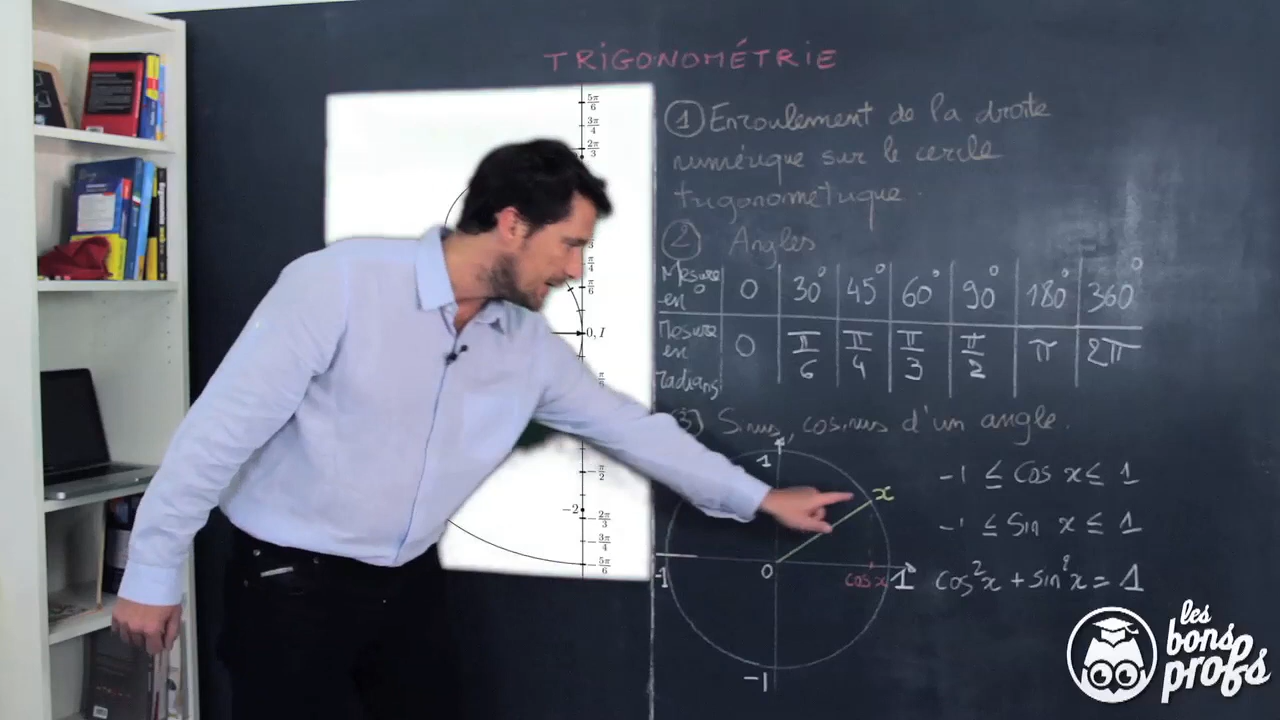 TRIGONOMÉTRIE
5π/6
3π/4
2π/3
π/4
π/6
0, I
-π/2
-2
-2π/3
-3π/4
-5π/6
① Enroulement de la droite
numérique sur le cercle
trigonométrique.
② Angles
Mesure en ° 0 30° 45° 60° 90° 180° 360°
Mesure en radians 0 π/6 π/4 π/3 π/2 π 2π
③ Sinus, cosinus d'un angle.
1
x
-1
0
cos x
1
-1
-1 ≤ cos x ≤ 1
-1 ≤ sin x ≤ 1
cos²x + sin²x = 1
les
bons
profs